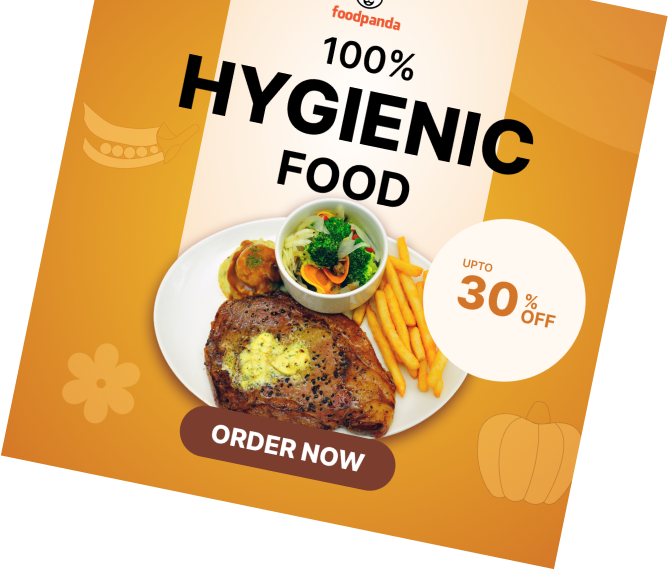 foodpanda
100%
HYGIENIC
FOOD
UPTO
30%
OFF
ORDER NOW